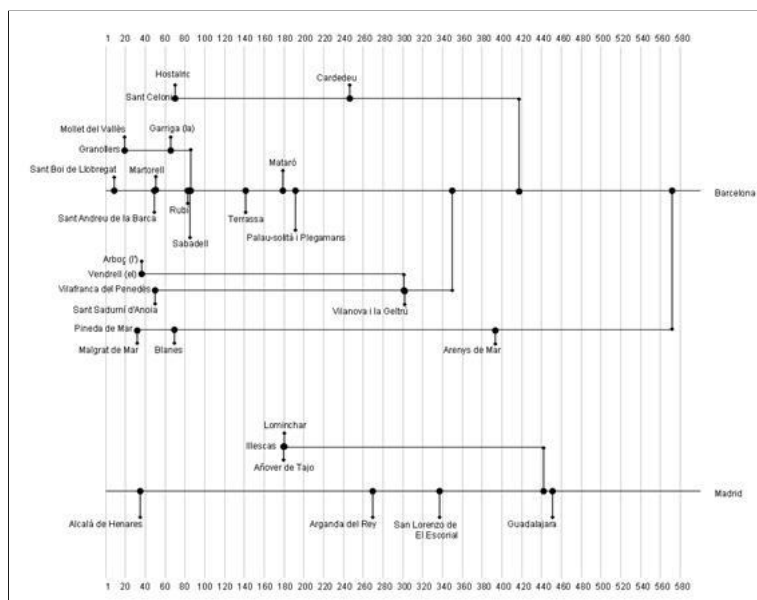 1 20 40 60 80 100 120 140 160 180 200 220 240 260 280 300 320 340 360 380 400 420 440 460 480 500 520 540 560 580
Hostalric
Cardedeu
Sant Celoni
Mollet del Vallès
Garriga (la)
Granollers
Mataró
Sant Boi de Llobregat
Martorell
Barcelona
Rubí
Sant Andreu de la Barca
Terrassa
Palau-solità i Plegamans
Sabadell
Arboç (l')
Vendrell (el)
Vilafranca del Penedès
Sant Sadurní d'Anoia
Vilanova i la Geltrú
Pineda de Mar
Malgrat de Mar
Blanes
Arenys de Mar
Lominchar
Illescas
Añover de Tajo
Madrid
Alcalá de Henares
Arganda del Rey
San Lorenzo de
El Escorial
Guadalajara
1 20 40 60 80 100 120 140 160 180 200 220 240 260 280 300 320 340 360 380 400 420 440 460 480 500 520 540 560 580